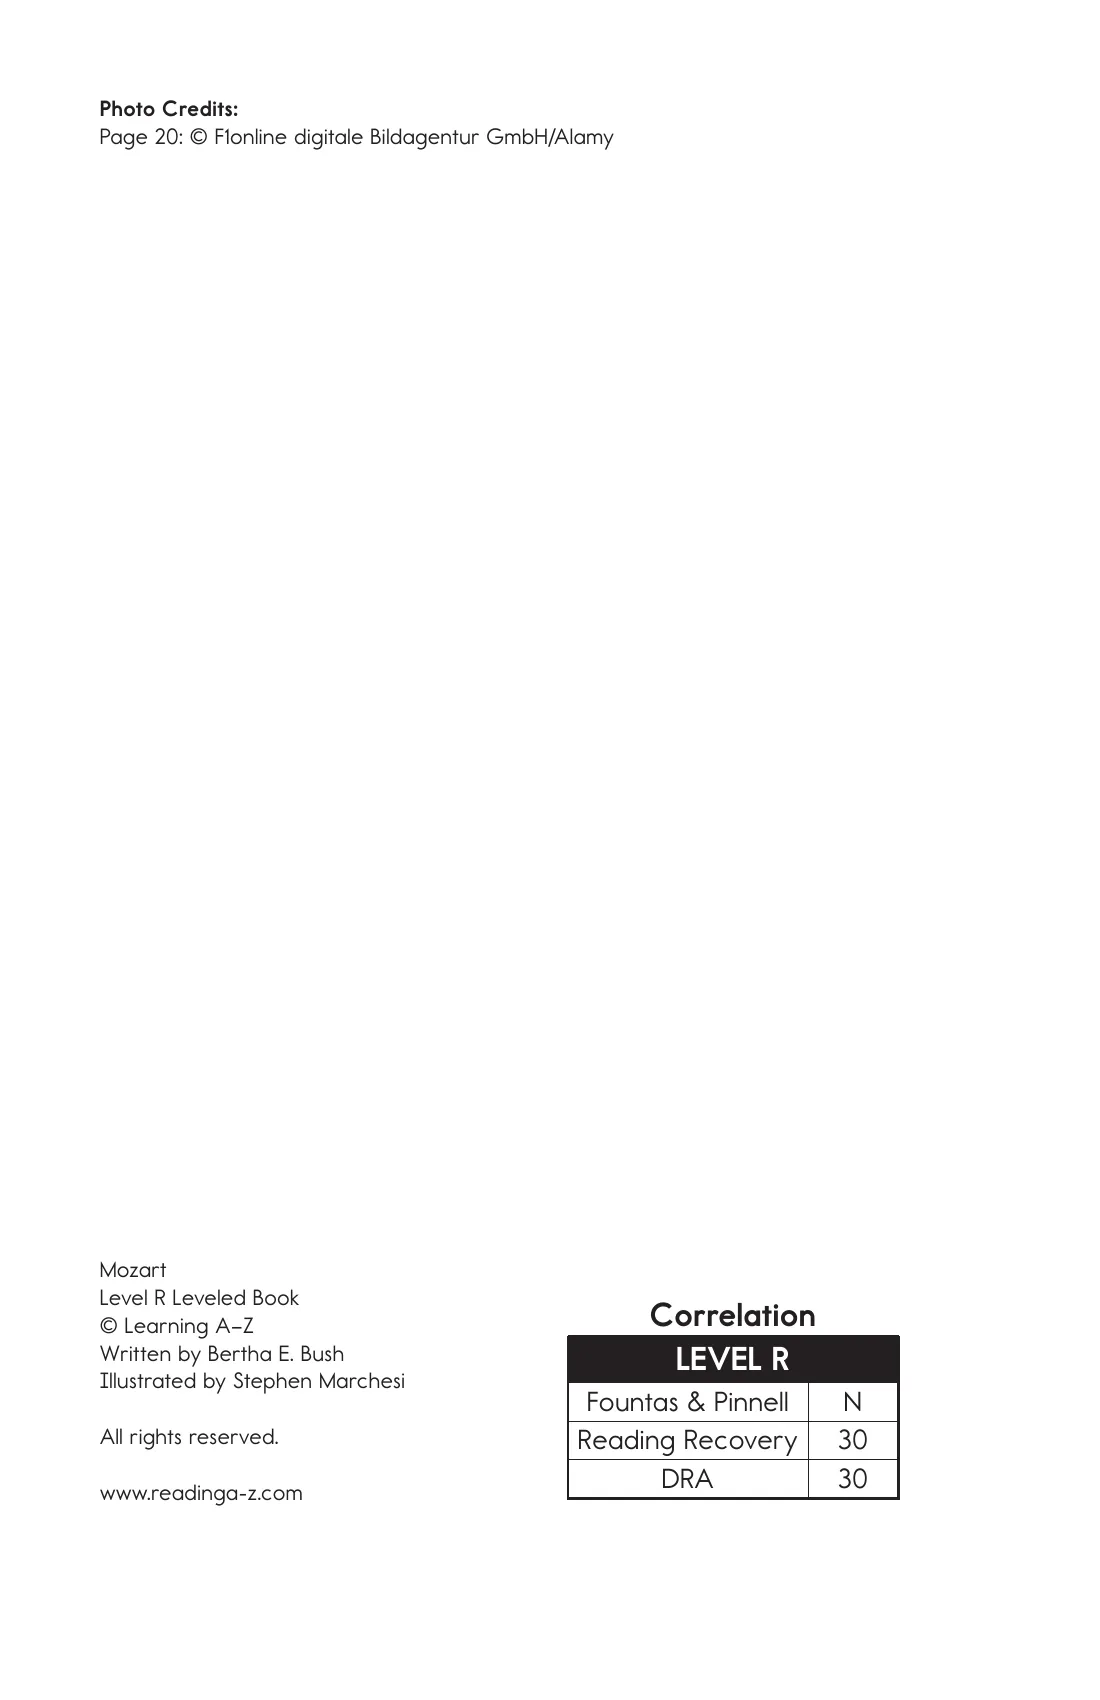 Photo Credits:
Page 20: © F1online digitale Bildagentur GmbH/Alamy
Mozart
Level R Leveled Book
© Learning A–Z
Written by Bertha E. Bush
Illustrated by Stephen Marchesi
All rights reserved.
www.readinga-z.com
Correlation
LEVEL R
Fountas & Pinnell N
Reading Recovery 30
DRA 30